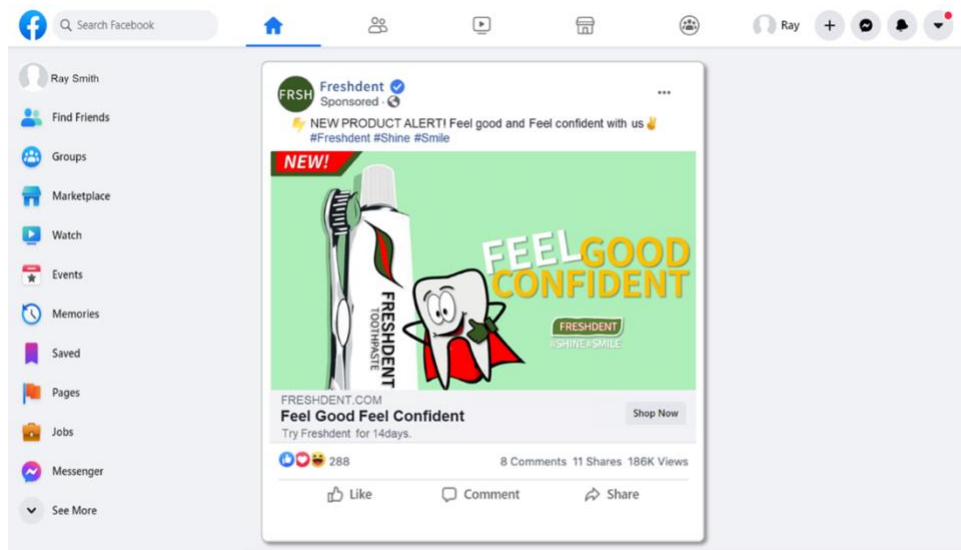 Search Facebook
Ray
Ray Smith
Find Friends
Groups
Marketplace
Watch
Events
Memories
Saved
Pages
Jobs
Messenger
See More
FRSH
Freshdent
Sponsored ·
NEW PRODUCT ALERT! Feel good and Feel confident with us
#Freshdent #Shine #Smile
NEW!
FRESHDENT
TOOTHPASTE
FEEL GOOD
CONFIDENT
FRESHDENT
#SHINE#SMILE
FRESHDENT.COM
Feel Good Feel Confident
Try Freshdent for 14days.
Shop Now
288
8 Comments 11 Shares 186K Views
Like
Comment
Share